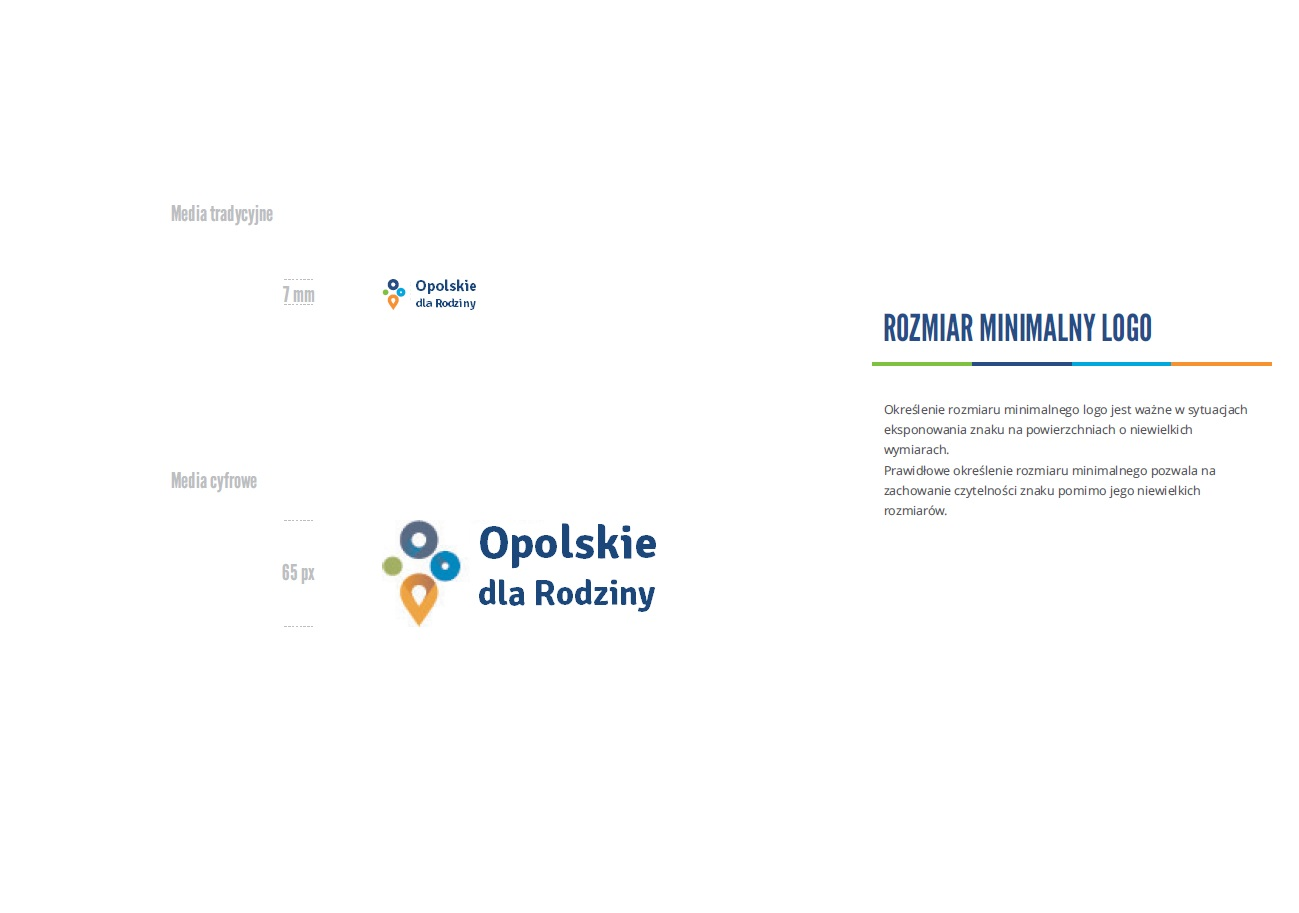 Media tradycyjne
7 mm
Opolskie
dla Rodziny
Media cyfrowe
65 px
Opolskie
dla Rodziny
ROZMIAR MINIMALNY LOGO
Określenie rozmiaru minimalnego logo jest ważne w sytuacjach
eksponowania znaku na powierzchniach o niewielkich
wymiarach.
Prawidłowe określenie rozmiaru minimalnego pozwala na
zachowanie czytelności znaku pomimo jego niewielkich
rozmiarów.